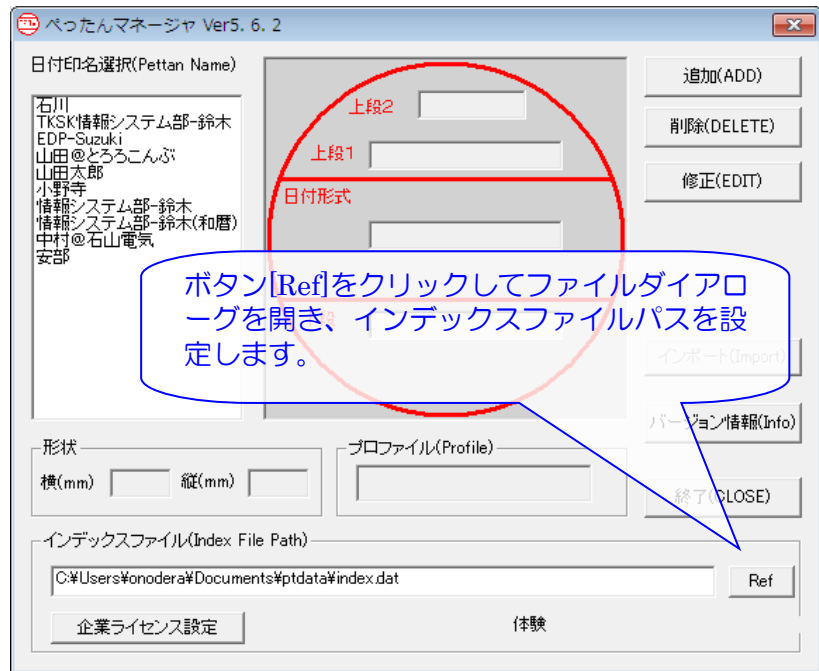 ぺったんマネージャ Ver5. 6. 2
日付印名選択(Pettan Name)
石川
TKSK情報システム部-鈴木
EDP-Suzuki
山田@とろろこんぶ
山田太郎
小野寺
情報システム部-鈴木
情報システム部-鈴木(和暦)
中村@石山電気
安部
上段2
上段1
日付形式
段
追加(ADD)
削除(DELETE)
修正(EDIT)
ボタン[Ref]をクリックしてファイルダイアロ
ーグを開き、インデックスファイルパスを設
定します。
インポート(Import)
バージョン情報(Info)
終了(CLOSE)
形状
横(mm)
縦(mm)
プロファイル(Profile)
インデックスファイル(Index File Path)
C:¥Users¥onodera¥Documents¥ptdata¥index.dat
Ref
企業ライセンス設定
体験